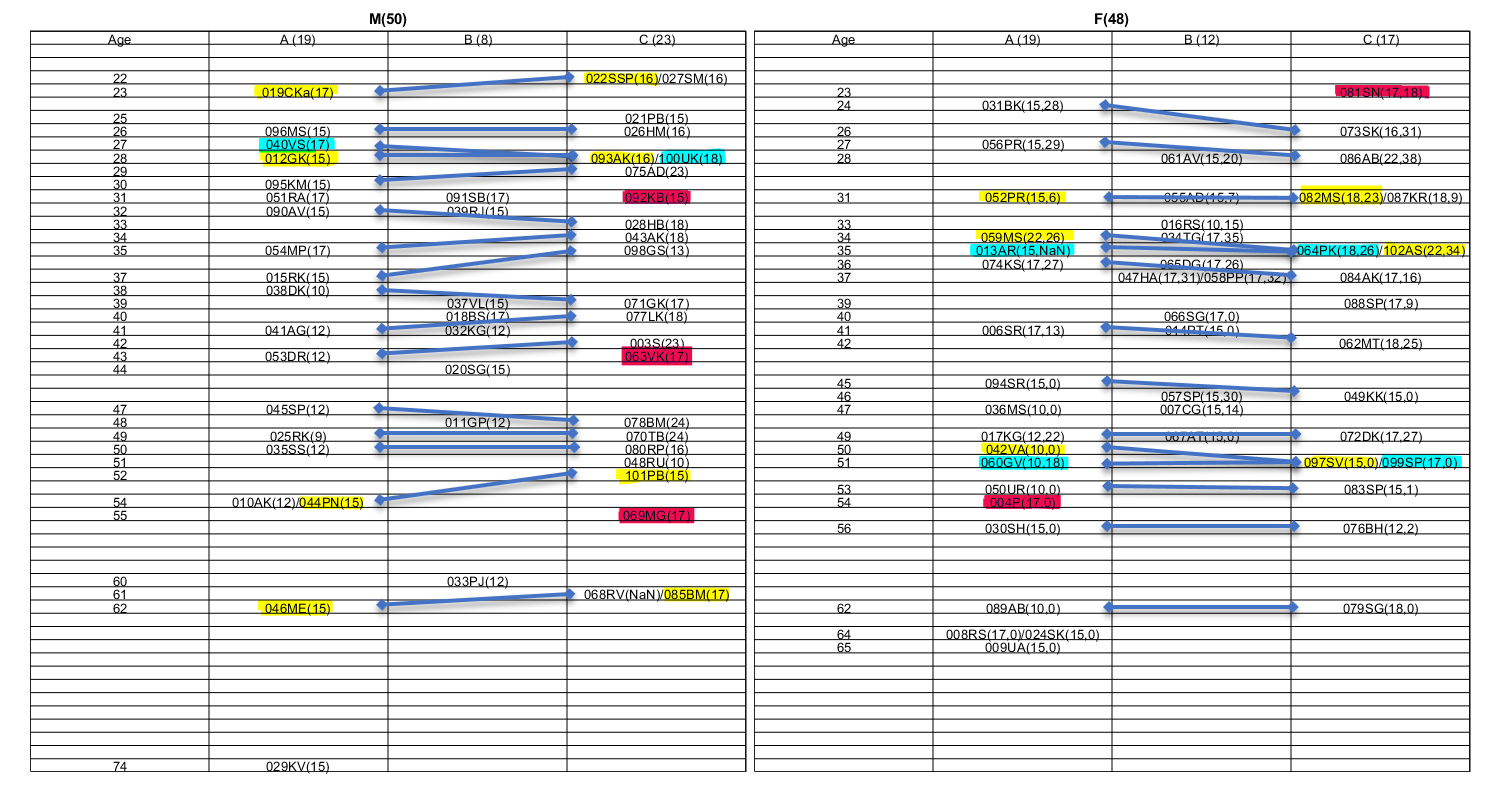 M(50)
Age A (19) B (8) C (23)
22 022SSP(16)/027SM(16)
23 019CKa(17)
25 021PB(15)
26 096MS(15) 026HM(16)
27 040VS(17)
28 012GK(15) 093AK(16)/100UK(18)
29 075AD(23)
30 095KM(15)
31 051RA(17) 091SB(17) 092KB(15)
32 090AV(15) 039RJ(15)
33 028HB(18)
34 043AK(18)
35 054MP(17) 098GS(13)
37 015RK(15)
38 038DK(10)
39 037VL(15) 071GK(17)
40 018BS(17) 077LK(18)
41 041AG(12) 032KG(12)
42 003S(23)
43 053DR(12) 063VK(17)
44 020SG(15)
47 045SP(12)
48 011GP(12) 078BM(24)
49 025RK(9) 070TB(24)
50 035SS(12) 080RP(16)
51 048RU(10)
52 101PB(15)
54 010AK(12)/044PN(15)
55 069MG(17)
60 033PJ(12)
61 068RV(NaN)/085BM(17)
62 046ME(15)
74 029KV(15)
F(48)
Age A (19) B (12) C (17)
23 081SN(17,18)
24 031BK(15,28)
26 073SK(16,31)
27 056PR(15,29)
28 061AV(15,20) 086AB(22,38)
31 052PR(15,6) 055AD(15,7) 082MS(18,23)/087KR(18,9)
33 016RS(10,15)
34 059MS(22,26) 034TG(17,35)
35 013AR(15,NaN) 064PK(18,26)/102AS(22,34)
36 074KS(17,27) 065DG(17,26)
37 047HA(17,31)/058PP(17,32) 084AK(17,16)
39 088SP(17,9)
40 066SG(17,0)
41 006SR(17,13) 014PT(15,0)
42 062MT(18,25)
45 094SR(15,0)
46 057SP(15,30) 049KK(15,0)
47 036MS(10,0) 007CG(15,14)
49 017KG(12,22) 067AT(15,0) 072DK(17,27)
50 042VA(10,0)
51 060GV(10,18) 097SV(15,0)/099SP(17,0)
53 050UR(10,0) 083SP(15,1)
54 004P(17,0)
56 030SH(15,0) 076BH(12,2)
62 089AB(10,0) 079SG(18,0)
64 008RS(17,0)/024SK(15,0)
65 009UA(15,0)